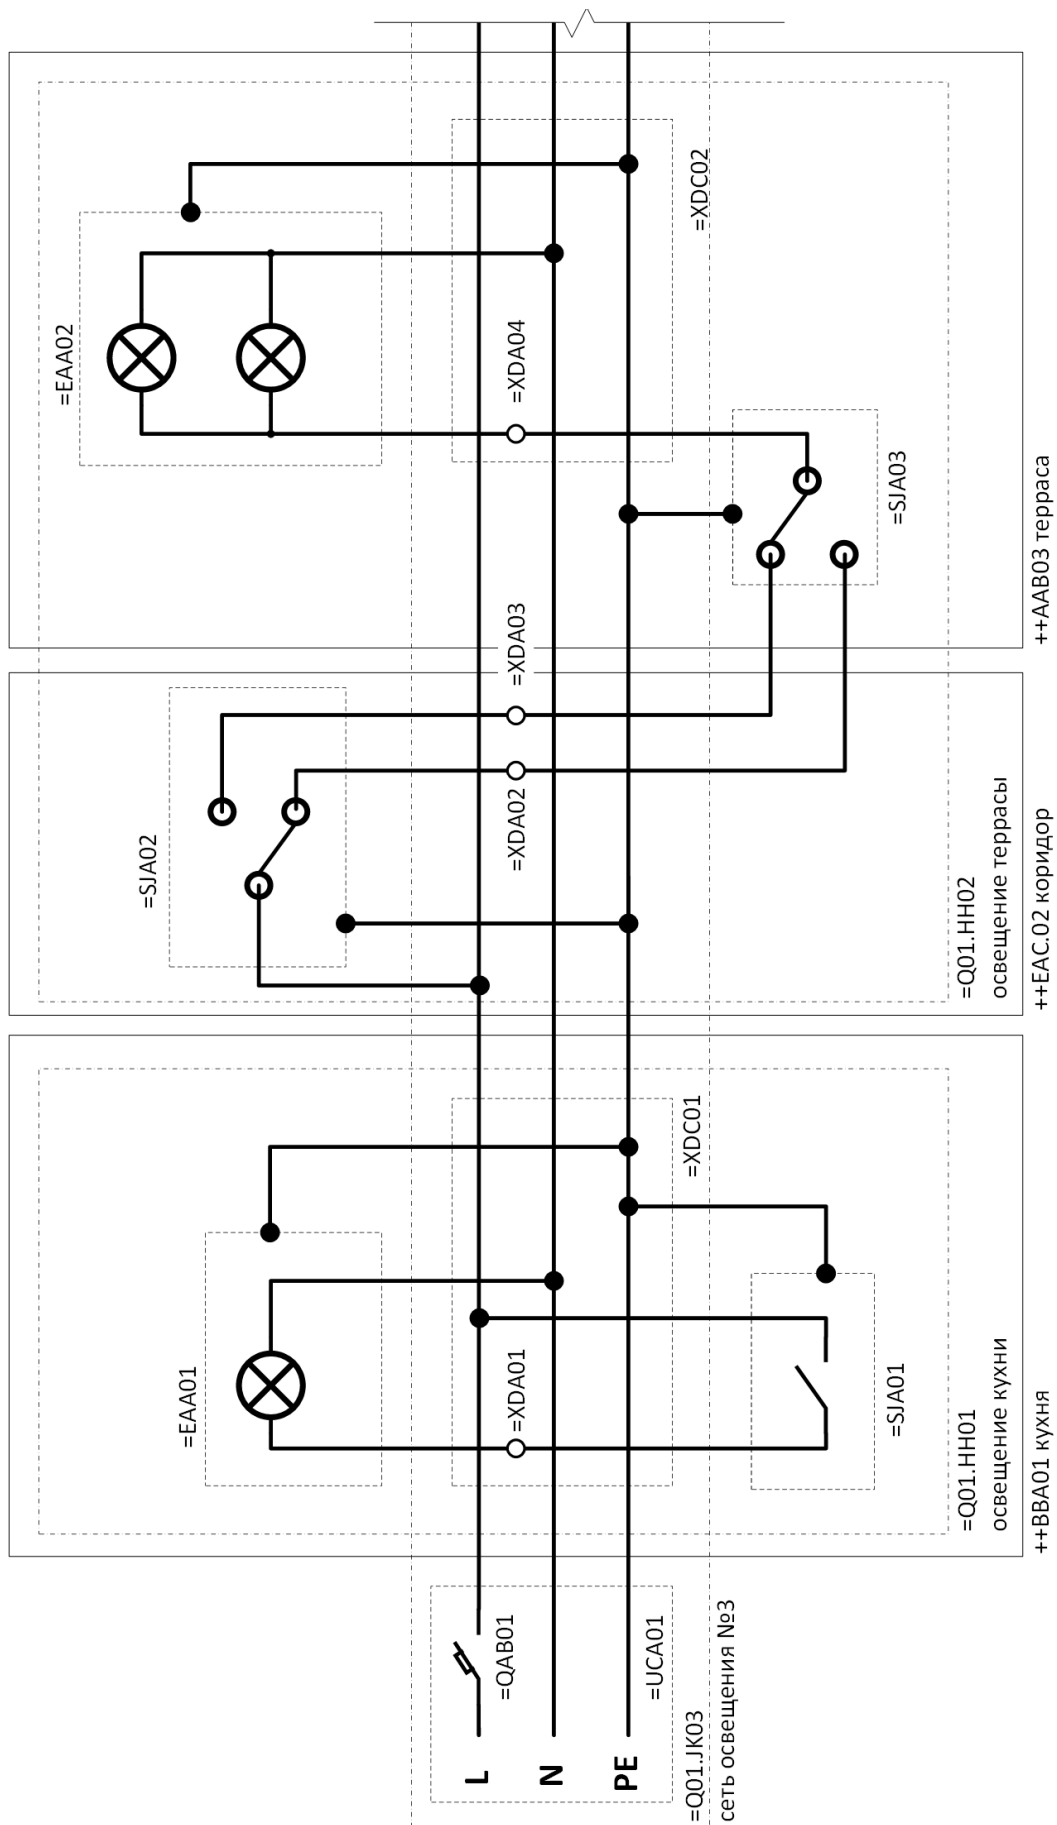 =EAA02
=SJA02
=EAA01
L
=QAB01
=XDA01
=XDA02
=XDA03
=XDA04
N
PE
=UCA01
=Q01.JK03
сеть освещения №3
=XDC01
=XDC02
=SJA01
=SJA03
=Q01.HH01
освещение кухни
=Q01.HH02
освещение террасы
++BBA01 кухня
++EAC.02 коридор
++AAB03 терраса